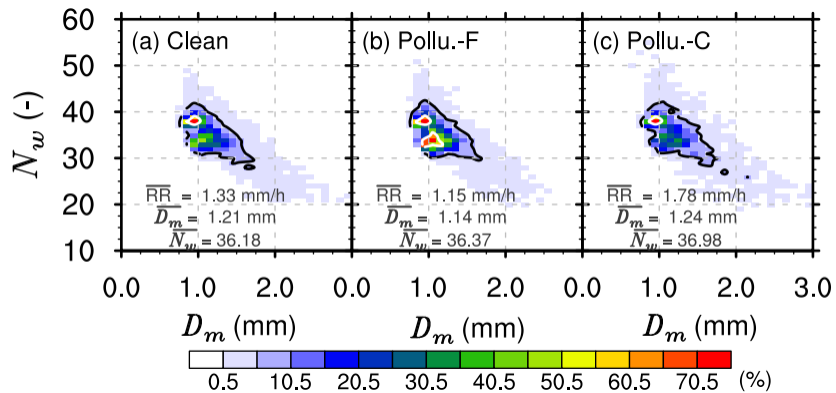 60
50
40
30
20
10
N_w (-)
(a) Clean
(b) Pollu.-F
(c) Pollu.-C
RR = 1.33 mm/h
D_m = 1.21 mm
N_w = 36.18
RR = 1.15 mm/h
D_m = 1.14 mm
N_w = 36.37
RR = 1.78 mm/h
D_m = 1.24 mm
N_w = 36.98
0.0 1.0 2.0 0.0 1.0 2.0 0.0 1.0 2.0 3.0
D_m (mm) D_m (mm) D_m (mm)
0.5 10.5 20.5 30.5 40.5 50.5 60.5 70.5 (%)